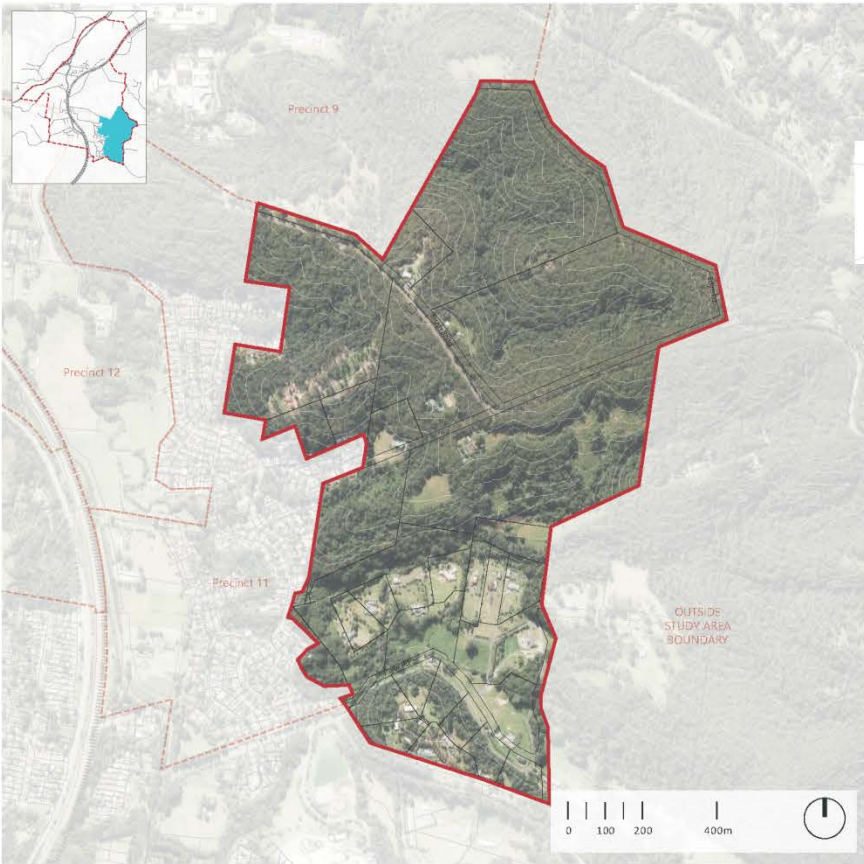 Precinct 9
Precinct 12
Precinct 11
OUTSIDE
STUDY AREA
BOUNDARY
0 100 200 400m